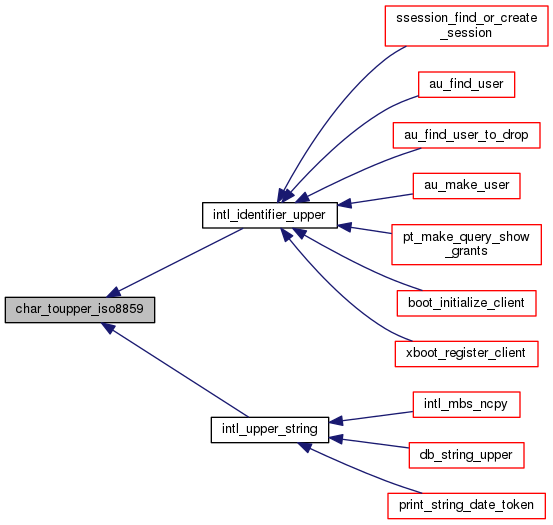 ssession_find_or_create
_session
au_find_user
au_find_user_to_drop
au_make_user
intl_identifier_upper
pt_make_query_show
_grants
boot_initialize_client
char_toupper_iso8859
xboot_register_client
intl_mbs_ncpy
intl_upper_string
db_string_upper
print_string_date_token